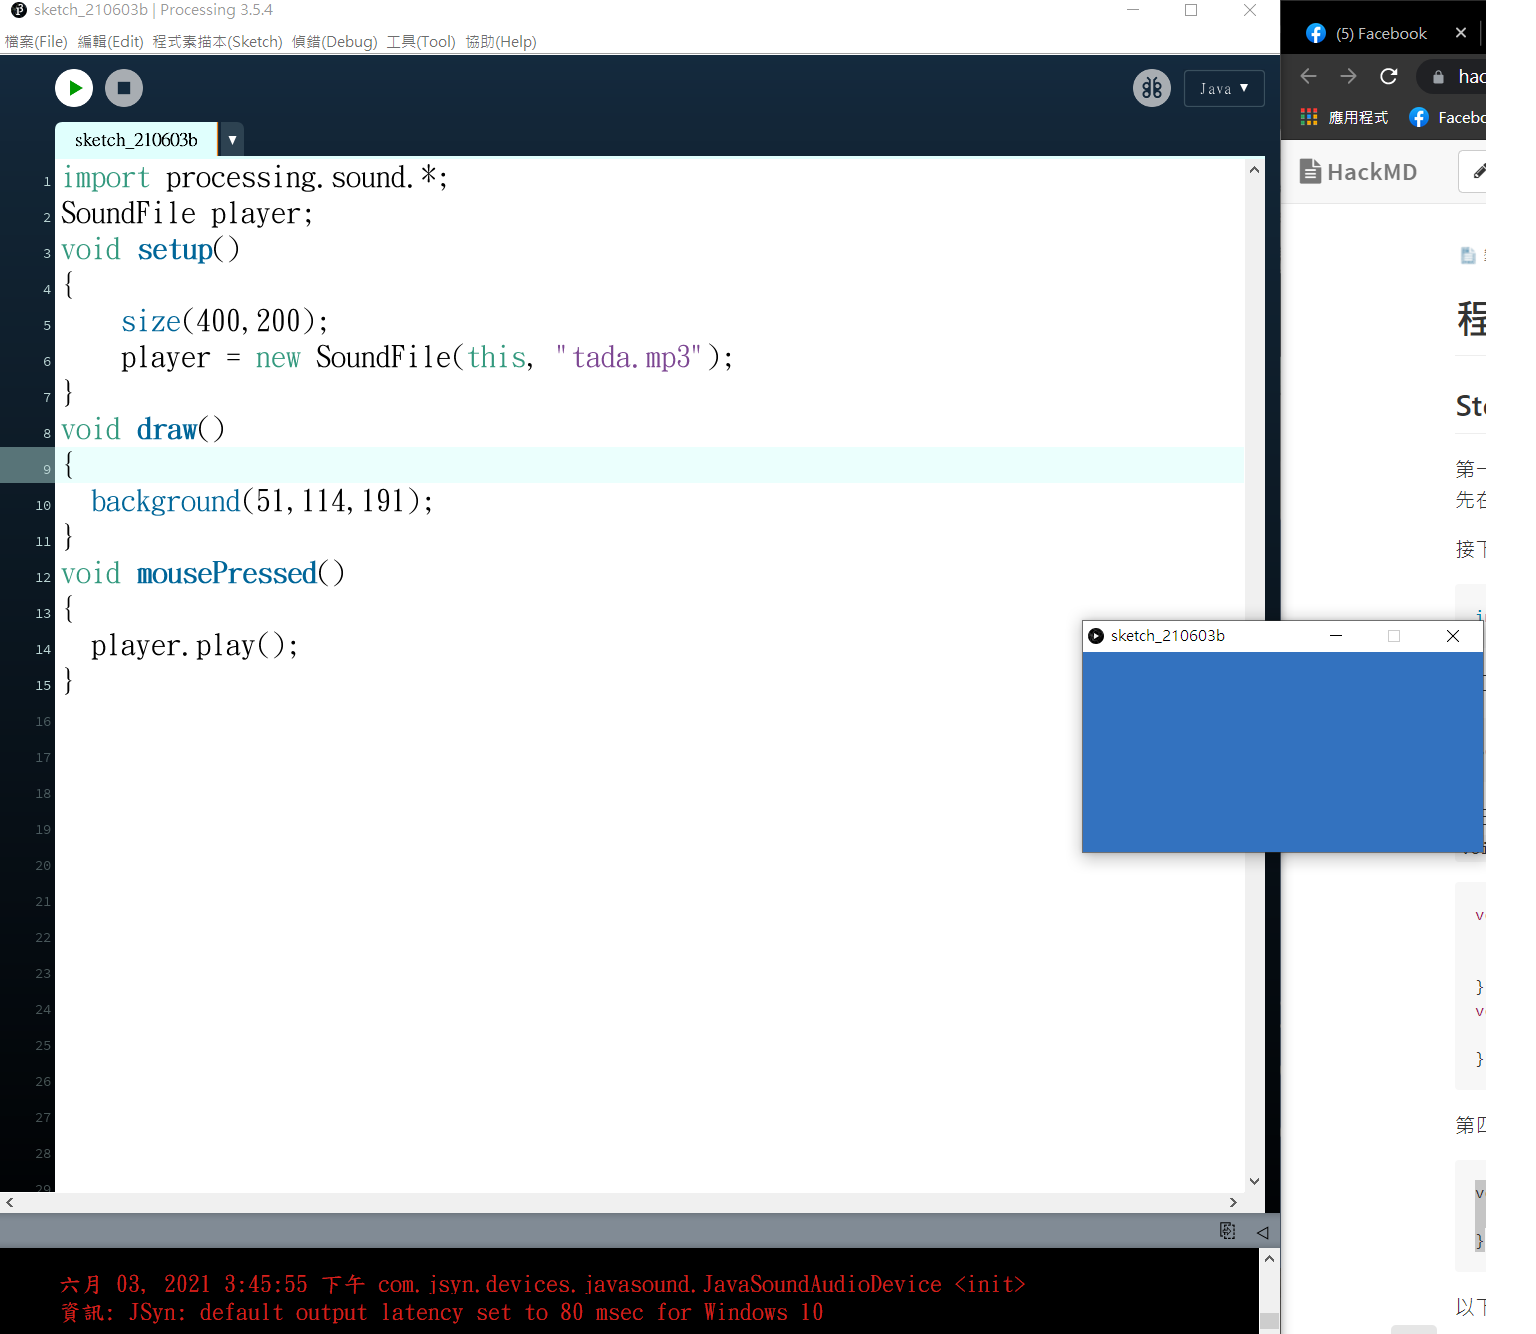 sketch_210603b | Processing 3.5.4
檔案(File) 編輯(Edit) 程式素描本(Sketch) 偵錯(Debug) 工具(Tool) 協助(Help)
Java ▼
sketch_210603b ▼
1 import processing.sound.*;
2 SoundFile player;
3 void setup()
4 {
5 size(400,200);
6 player = new SoundFile(this, "tada.mp3");
7 }
8 void draw()
9 {
10 background(51,114,191);
11 }
12 void mousePressed()
13 {
14 player.play();
15 }
16
17
18
19
20
21
22
23
24
25
26
27
28
29
六月 03, 2021 3:45:55 下午 com.jsyn.devices.javasound.JavaSoundAudioDevice <init>
資訊: JSyn: default output latency set to 80 msec for Windows 10
sketch_210603b
(5) Facebook
hac
應用程式 Facebo
HackMD
程
Ste
第一
先在
接下
}
}
第四
}
以下